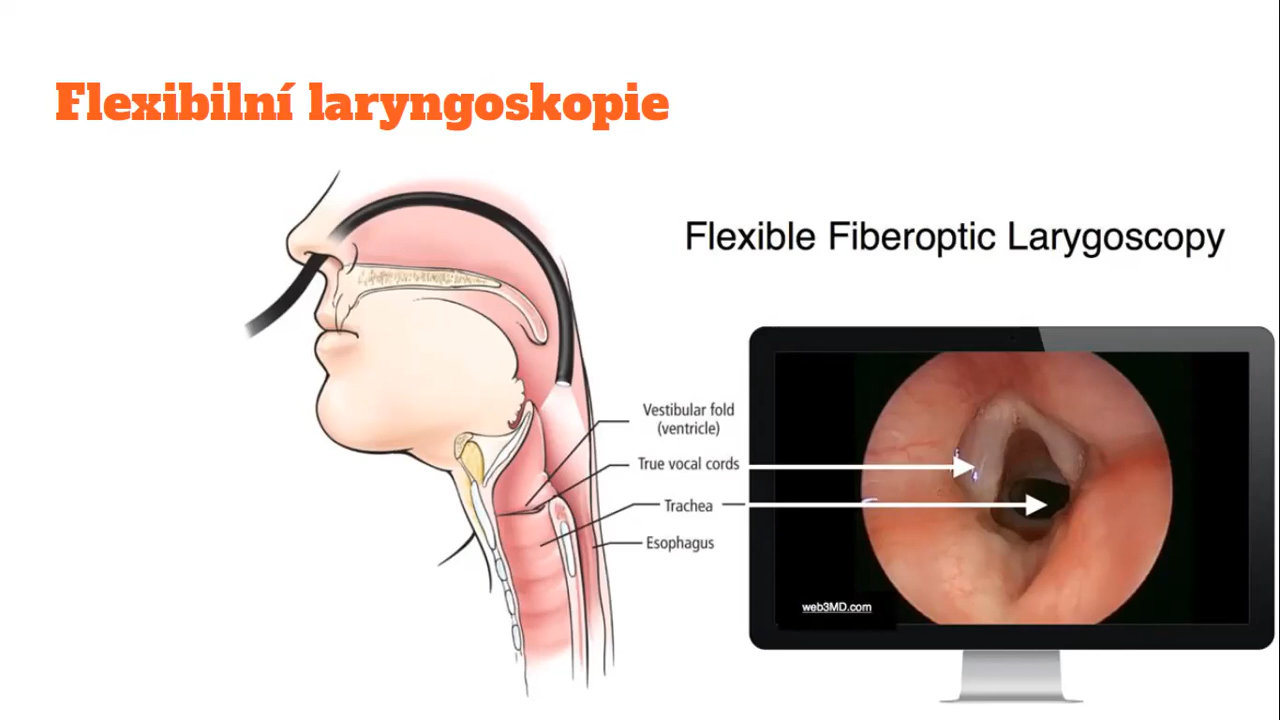 Flexibilní laryngoskopie
Flexible Fiberoptic Larygoscopy
Vestibular fold
(ventricle)
True vocal cords
Trachea
Esophagus
web3MD.com